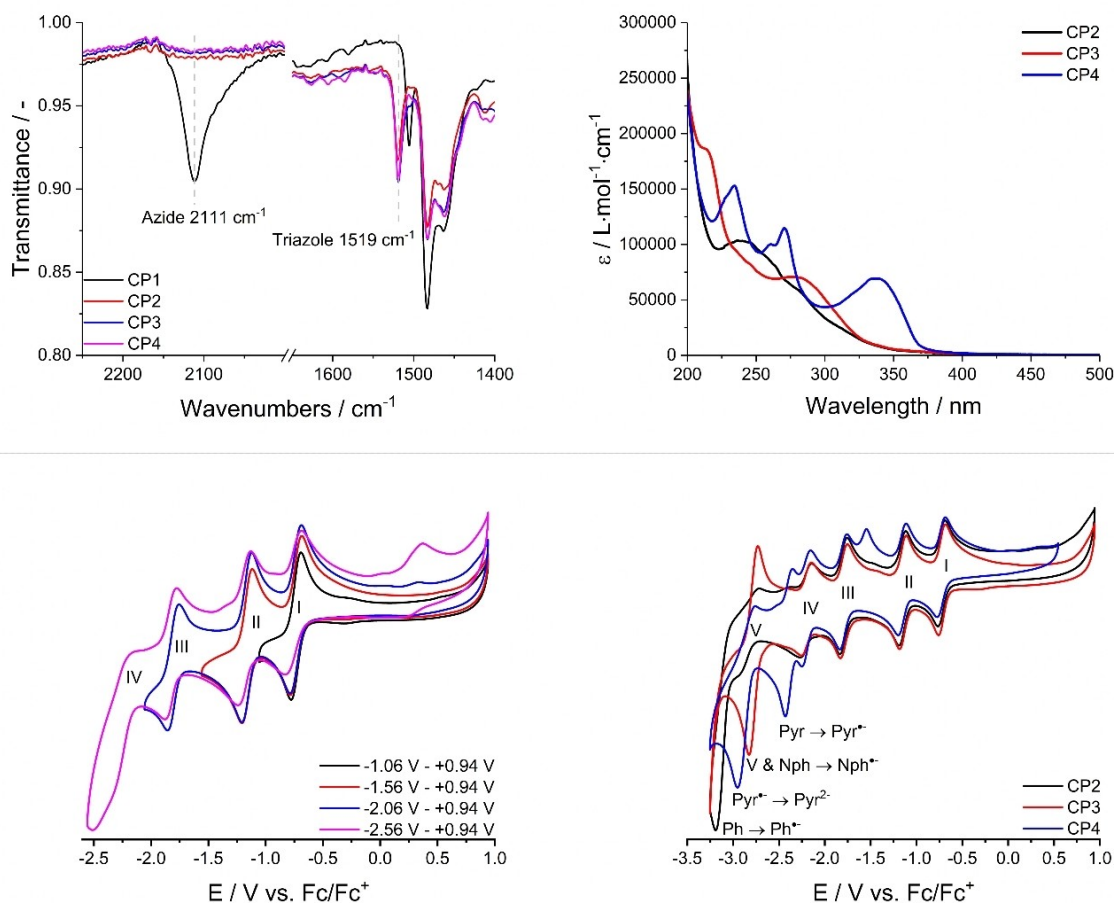 1.00
0.95
0.90
0.85
0.80
Transmittance / -
Azide 2111 cm⁻¹
Triazole 1519 cm⁻¹
CP1
CP2
CP3
CP4
2200
2100
1600
1500
1400
Wavenumbers / cm⁻¹
300000
250000
200000
150000
100000
50000
0
ε / L·mol⁻¹·cm⁻¹
CP2
CP3
CP4
200
250
300
350
400
450
500
Wavelength / nm
I
II
III
IV
-1.06 V - +0.94 V
-1.56 V - +0.94 V
-2.06 V - +0.94 V
-2.56 V - +0.94 V
-2.5
-2.0
-1.5
-1.0
-0.5
0.0
0.5
1.0
E / V vs. Fc/Fc⁺
I
II
III
IV
V
Pyr → Pyr•⁻
V & Nph → Nph•⁻
Pyr•⁻ → Pyr²⁻
Ph → Ph•⁻
CP2
CP3
CP4
-3.5
-3.0
-2.5
-2.0
-1.5
-1.0
-0.5
0.0
0.5
1.0
E / V vs. Fc/Fc⁺